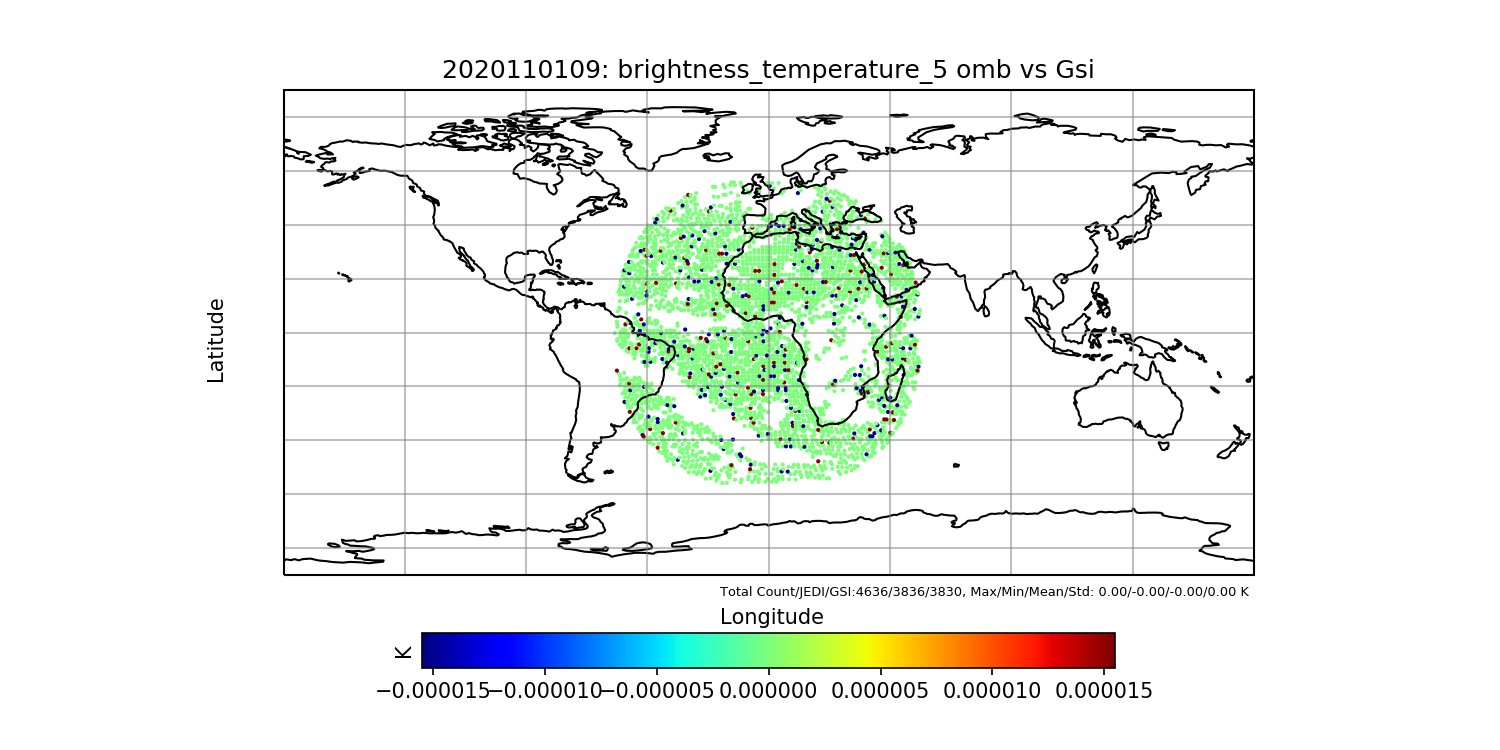 2020110109: brightness_temperature_5 omb vs Gsi
Latitude
Total Count/JEDI/GSI:4636/3836/3830, Max/Min/Mean/Std: 0.00/-0.00/-0.00/0.00 K
Longitude
K
−0.000015 −0.000010 −0.000005 0.000000 0.000005 0.000010 0.000015